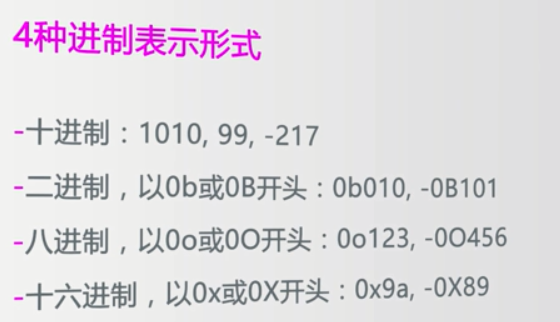 4种进制表示形式
-十进制：1010, 99, -217
-二进制，以0b或0B开头：0b010, -0B101
-八进制，以0o或0O开头：0o123, -0O456
-十六进制，以0x或0X开头：0x9a, -0X89